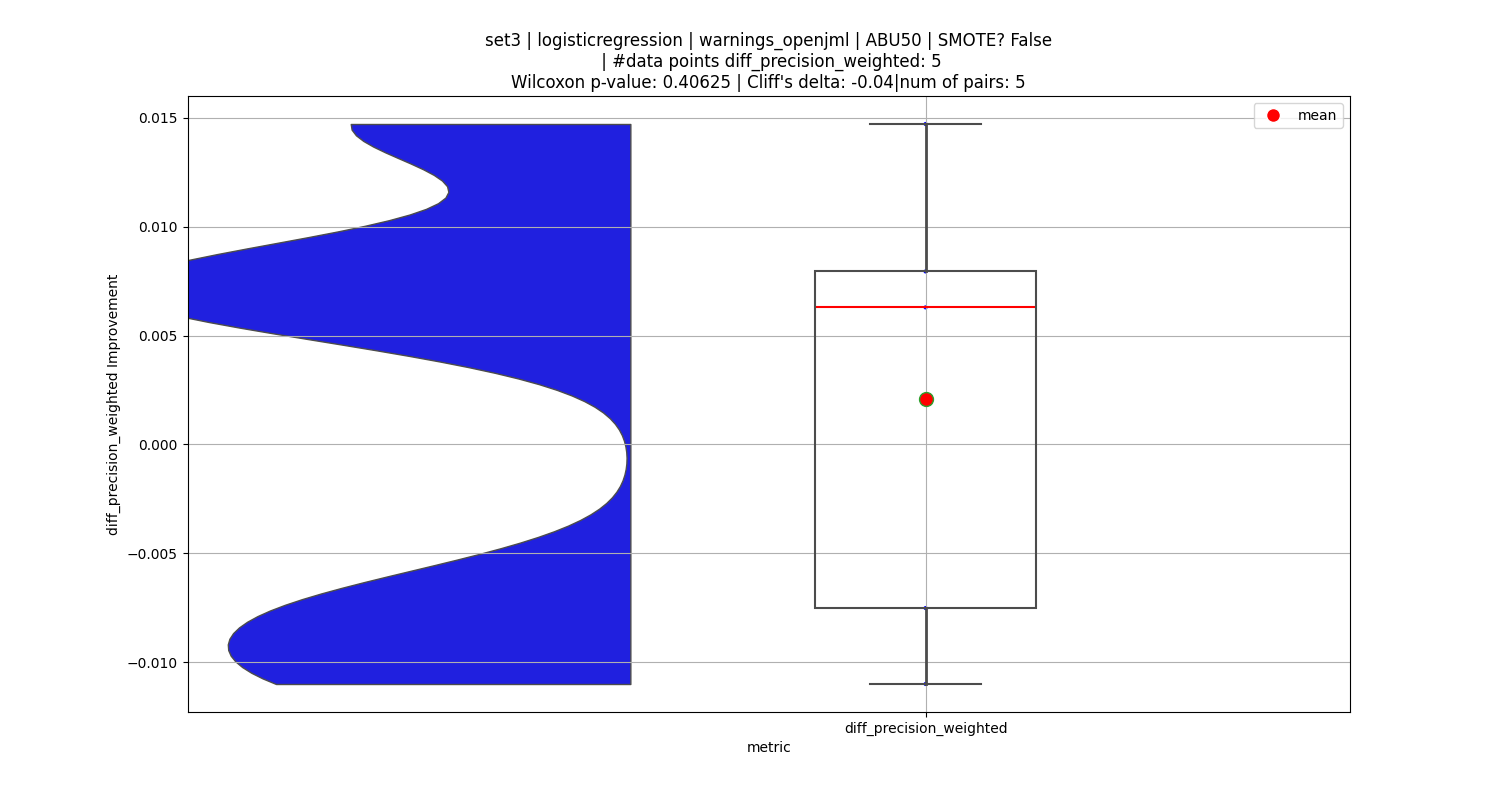 set3 | logisticregression | warnings_openjml | ABU50 | SMOTE? False
| #data points diff_precision_weighted: 5
Wilcoxon p-value: 0.40625 | Cliff's delta: -0.04|num of pairs: 5
mean
0.015
0.010
0.005
0.000
−0.005
−0.010
diff_precision_weighted Improvement
diff_precision_weighted
metric